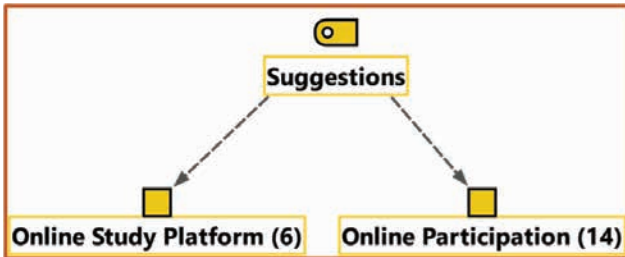 Suggestions
Online Study Platform (6)
Online Participation (14)